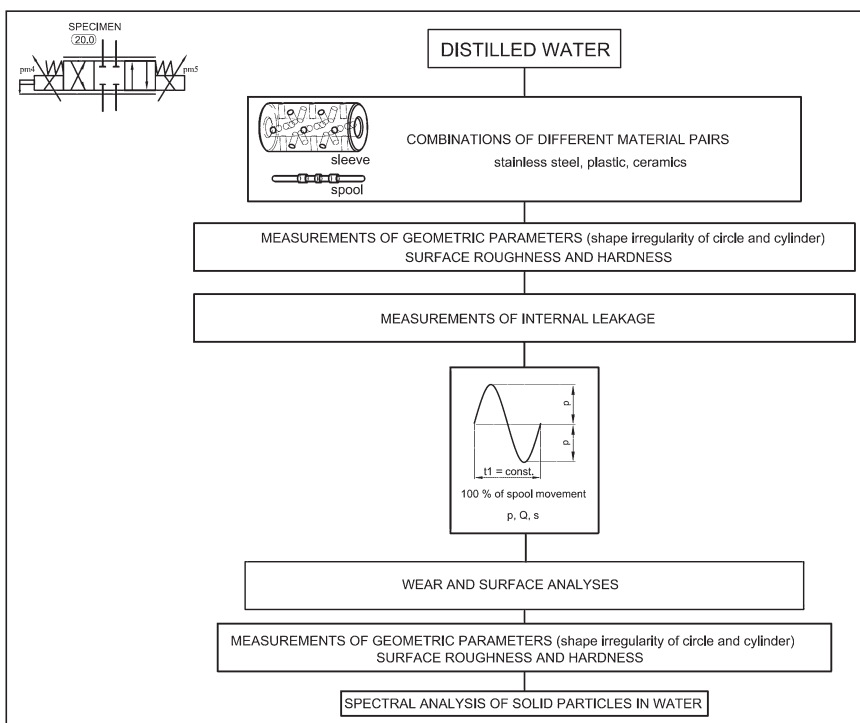 SPECIMEN
20.0
pm4
pm5
DISTILLED WATER
COMBINATIONS OF DIFFERENT MATERIAL PAIRS
stainless steel, plastic, ceramics
sleeve
spool
MEASUREMENTS OF GEOMETRIC PARAMETERS (shape irregularity of circle and cylinder)
SURFACE ROUGHNESS AND HARDNESS
MEASUREMENTS OF INTERNAL LEAKAGE
p
p
t1 = const.
100 % of spool movement
p, Q, s
WEAR AND SURFACE ANALYSES
MEASUREMENTS OF GEOMETRIC PARAMETERS (shape irregularity of circle and cylinder)
SURFACE ROUGHNESS AND HARDNESS
SPECTRAL ANALYSIS OF SOLID PARTICLES IN WATER